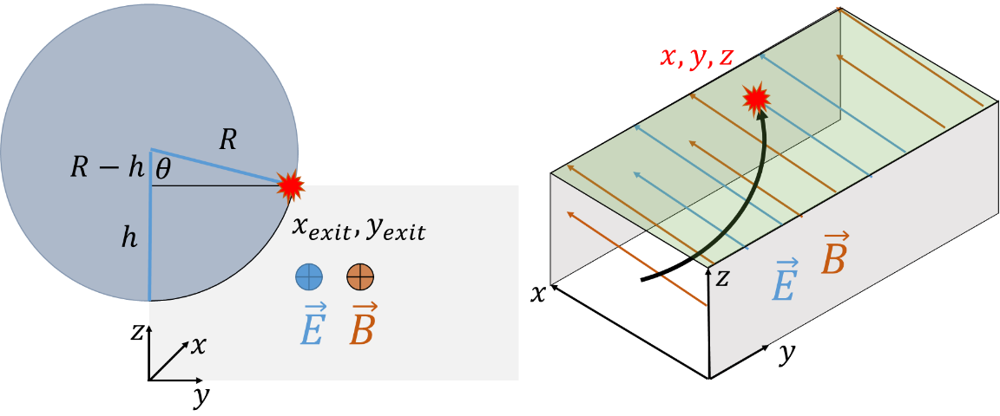 R
R − h
θ
h
x_exit, y_exit
E⃗
B⃗
z
x
y
x, y, z
E⃗
B⃗
x
z
y